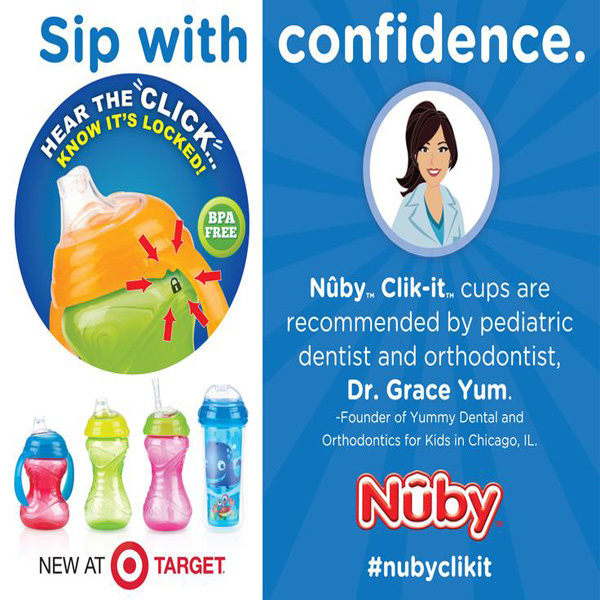 Sip with confidence.
HEAR THE CLICK...
KNOW IT'S LOCKED!
BPA
FREE
NEW AT TARGET.
Nûby™ Clik-it™ cups are
recommended by pediatric
dentist and orthodontist,
Dr. Grace Yum.
-Founder of Yummy Dental and
Orthodontics for Kids in Chicago, IL.
Nûby®
#nubyclikit